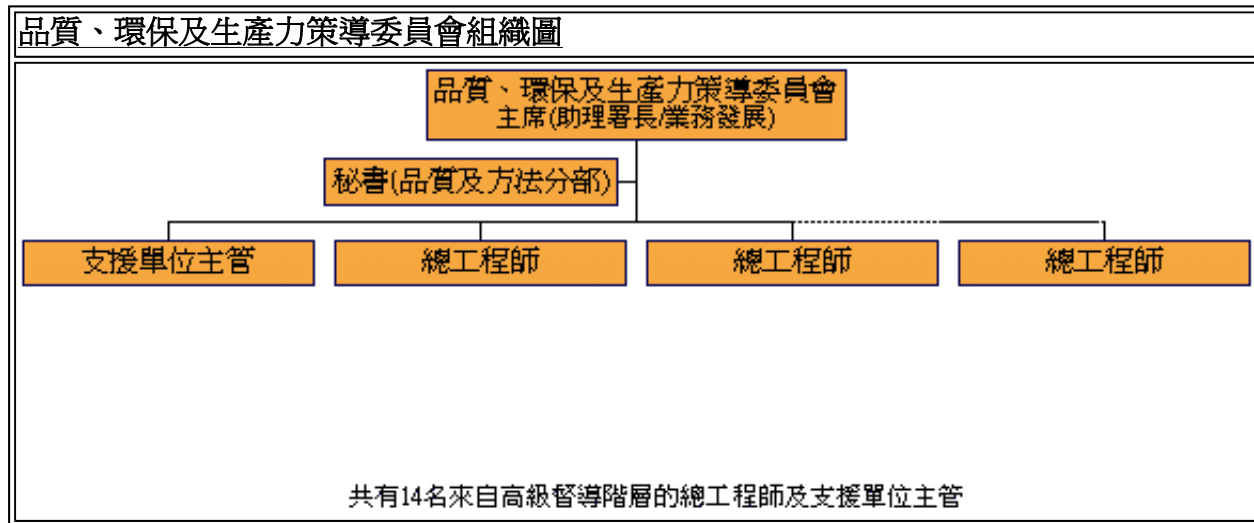 品質、環保及生產力策導委員會組織圖
品質、環保及生產力策導委員會
主席(助理署長/業務發展)
秘書(品質及方法分部)
支援單位主管
總工程師
總工程師
總工程師
共有14名來自高級督導階層的總工程師及支援單位主管